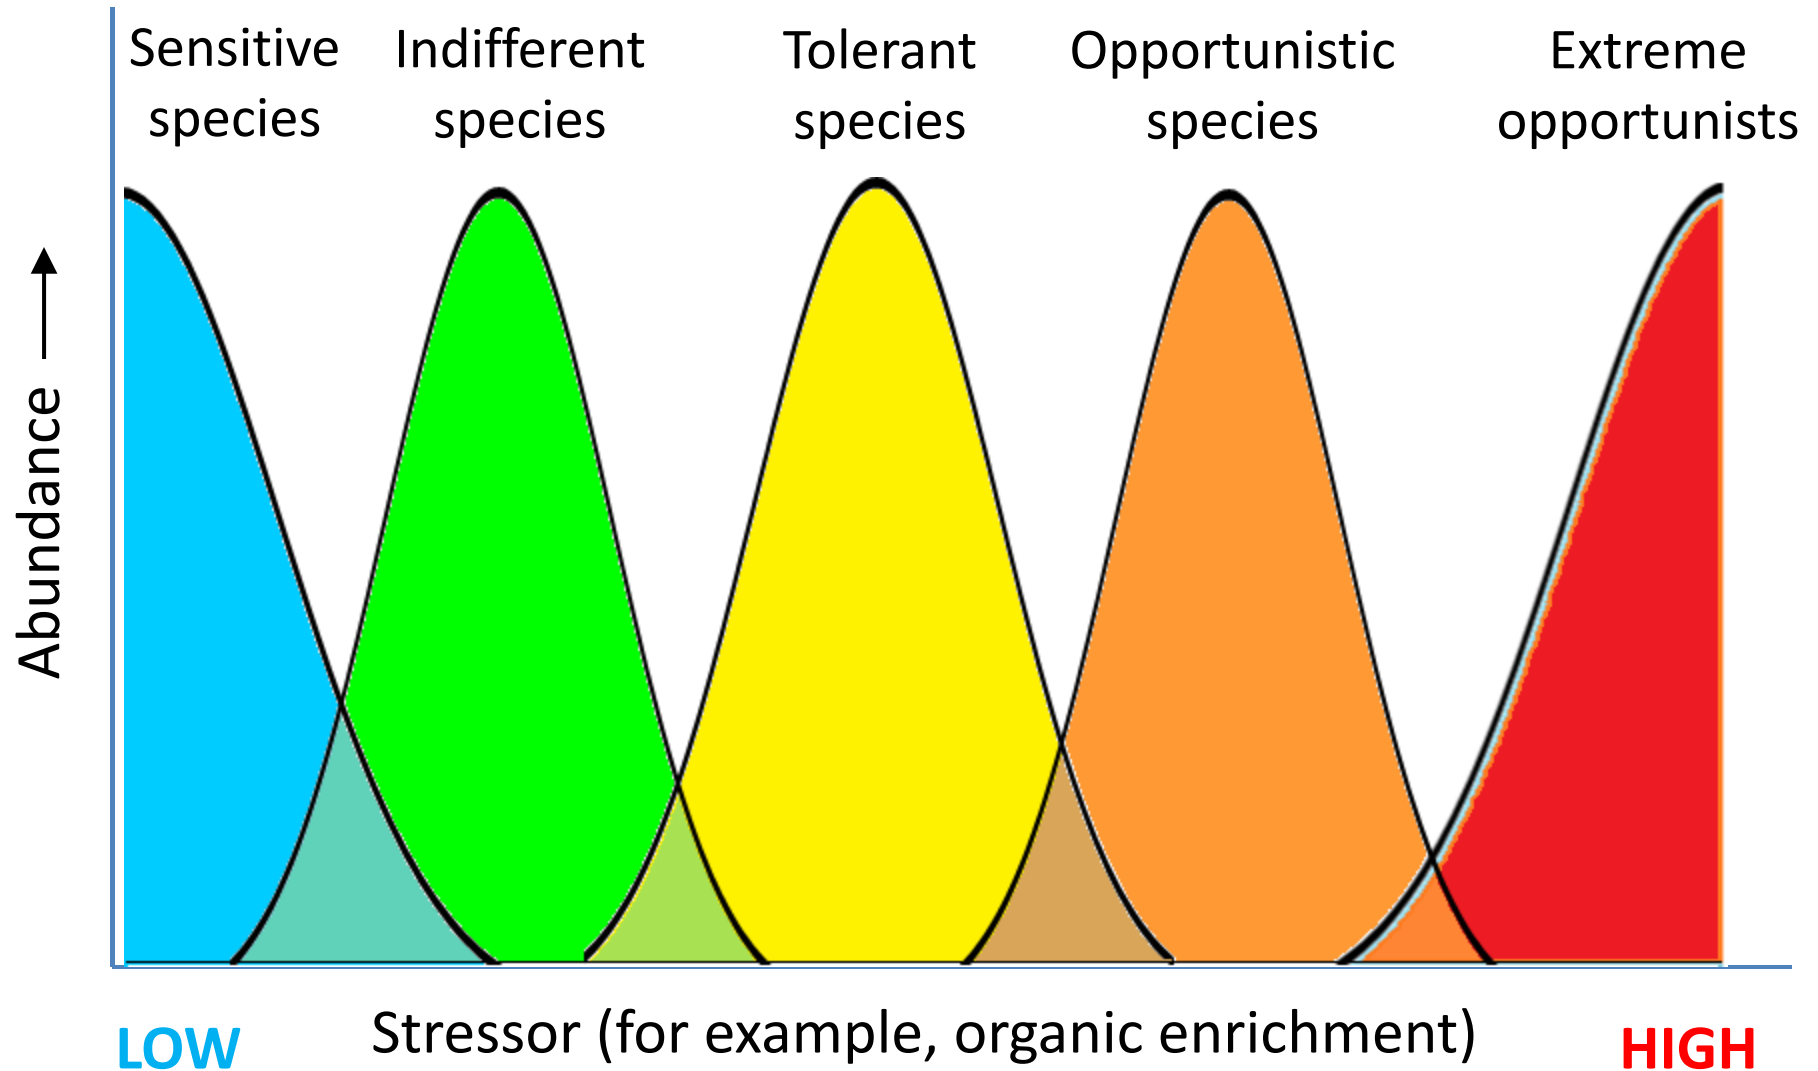 Sensitive
species
Indifferent
species
Tolerant
species
Opportunistic
species
Extreme
opportunists
Abundance
LOW
Stressor (for example, organic enrichment)
HIGH